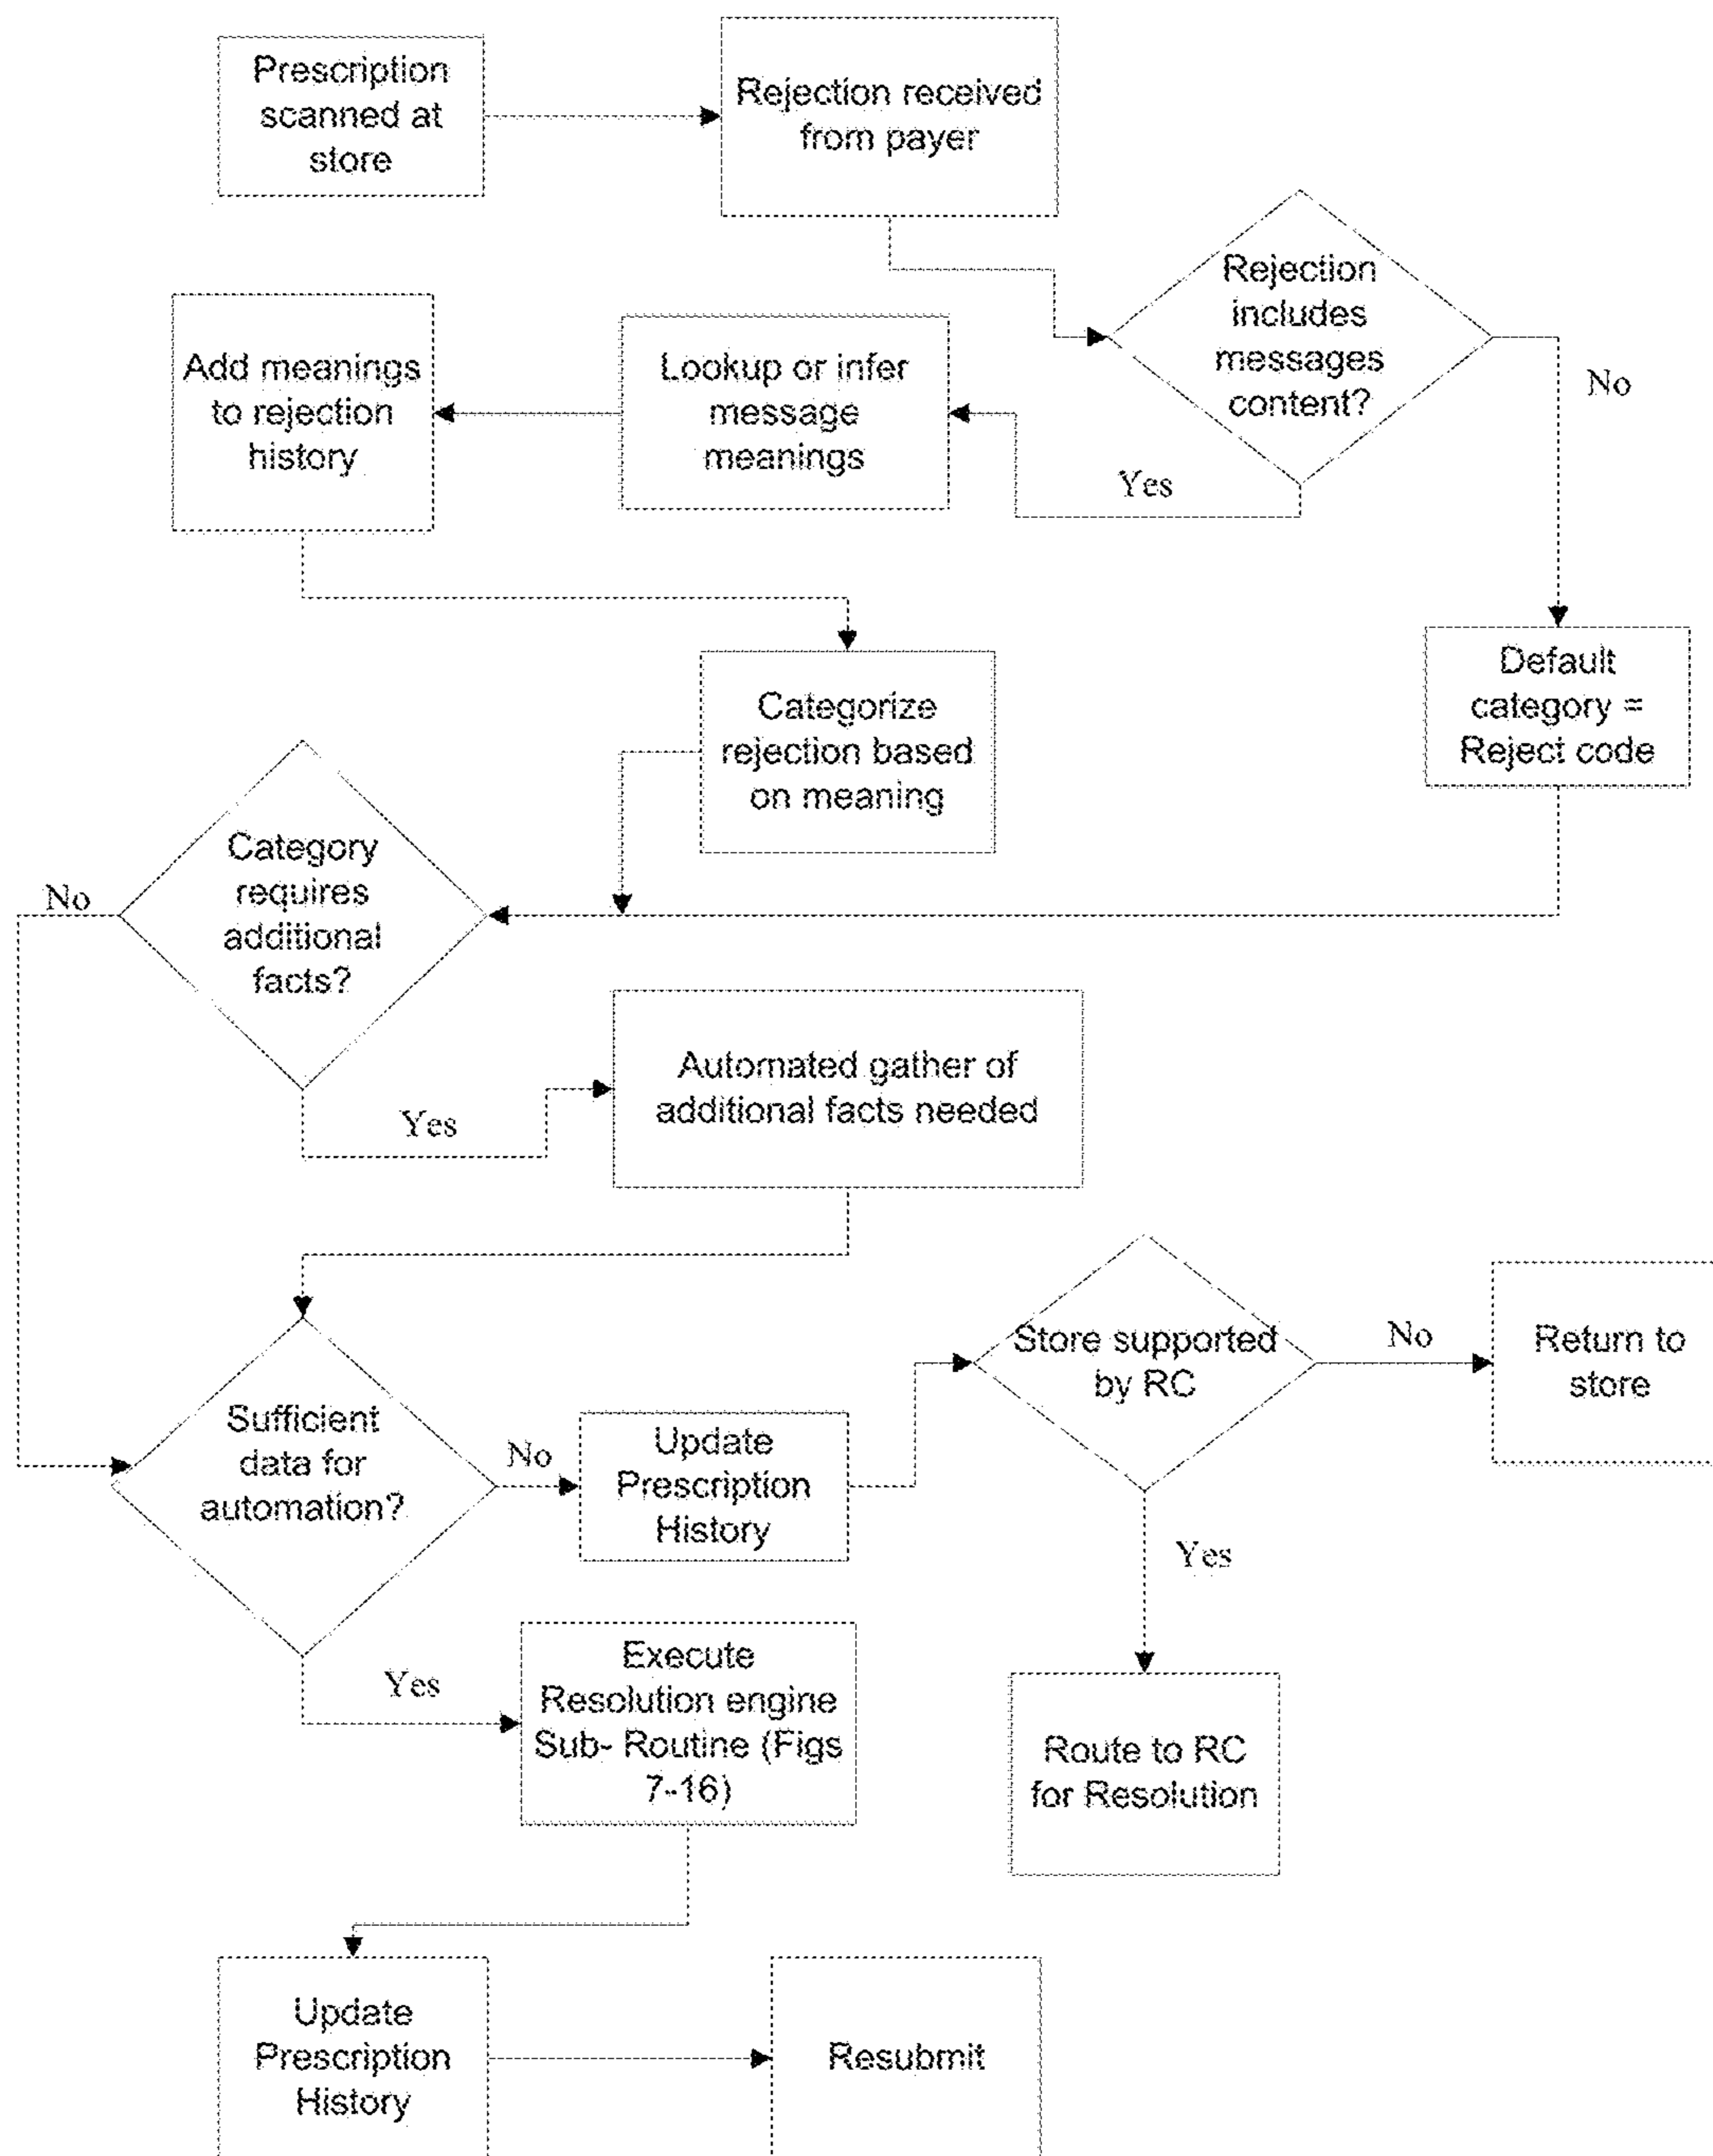 Prescription
scanned at
store
Rejection received
from payer
Rejection
includes
messages
content?
No
Yes
Lookup or infer
message
meanings
Add meanings
to rejection
history
Default
category =
Reject code
Categorize
rejection based
on meaning
Category
requires
additional
facts?
No
Yes
Automated gather of
additional facts needed
Sufficient
data for
automation?
No
Update
Prescription
History
Store supported
by RC
No
Return to
store
Yes
Route to RC
for Resolution
Yes
Execute
Resolution engine
Sub- Routine (Figs
7-16)
Update
Prescription
History
Resubmit